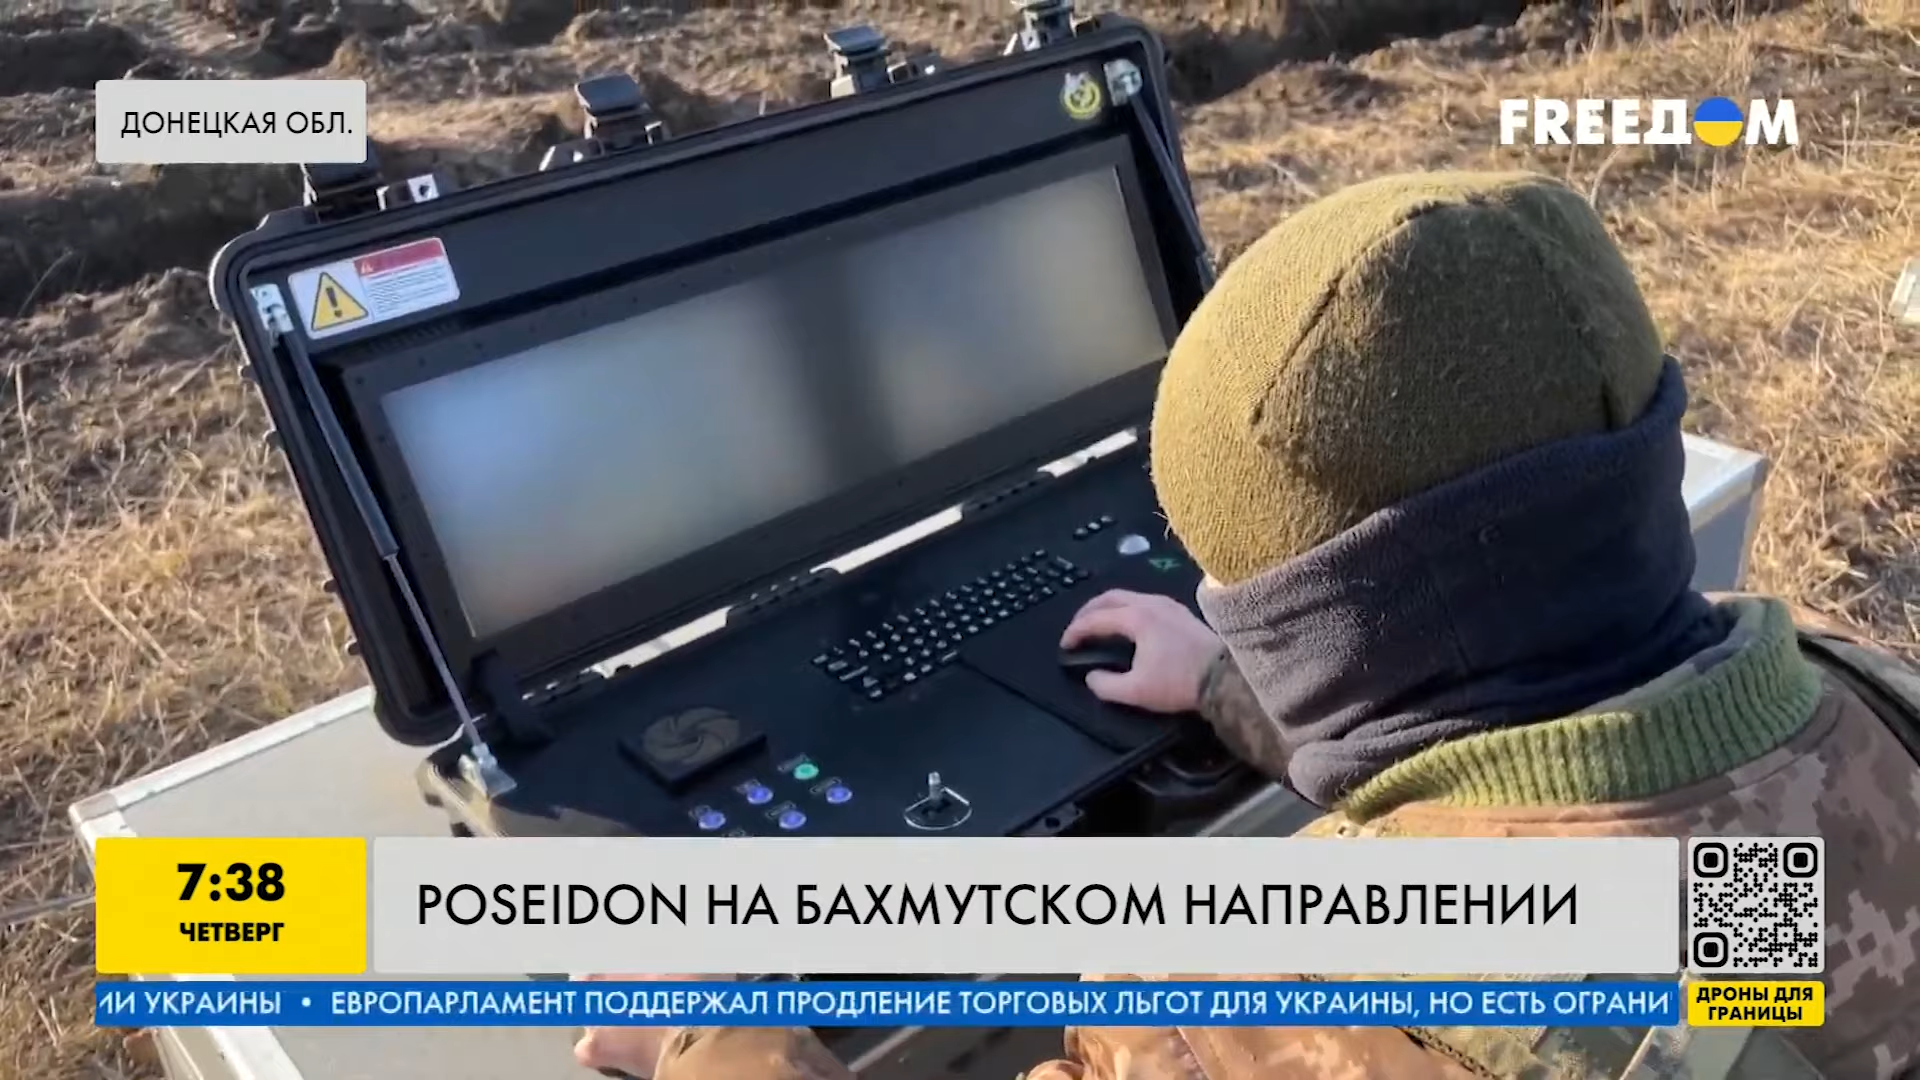 ДОНЕЦКАЯ ОБЛ.
FREEДОМ
7:38
ЧЕТВЕРГ
POSEIDON НА БАХМУТСКОМ НАПРАВЛЕНИИ
ИИ УКРАИНЫ • ЕВРОПАРЛАМЕНТ ПОДДЕРЖАЛ ПРОДЛЕНИЕ ТОРГОВЫХ ЛЬГОТ ДЛЯ УКРАИНЫ, НО ЕСТЬ ОГРАНИ
ДРОНЫ ДЛЯ
ГРАНИЦЫ